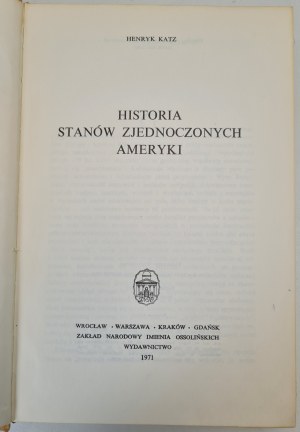 HENRYK KATZ
HISTORIA
STANÓW ZJEDNOCZONYCH
AMERYKI
WROCŁAW • WARSZAWA • KRAKÓW • GDAŃSK
ZAKŁAD NARODOWY IMIENIA OSSOLIŃSKICH
WYDAWNICTWO
1971